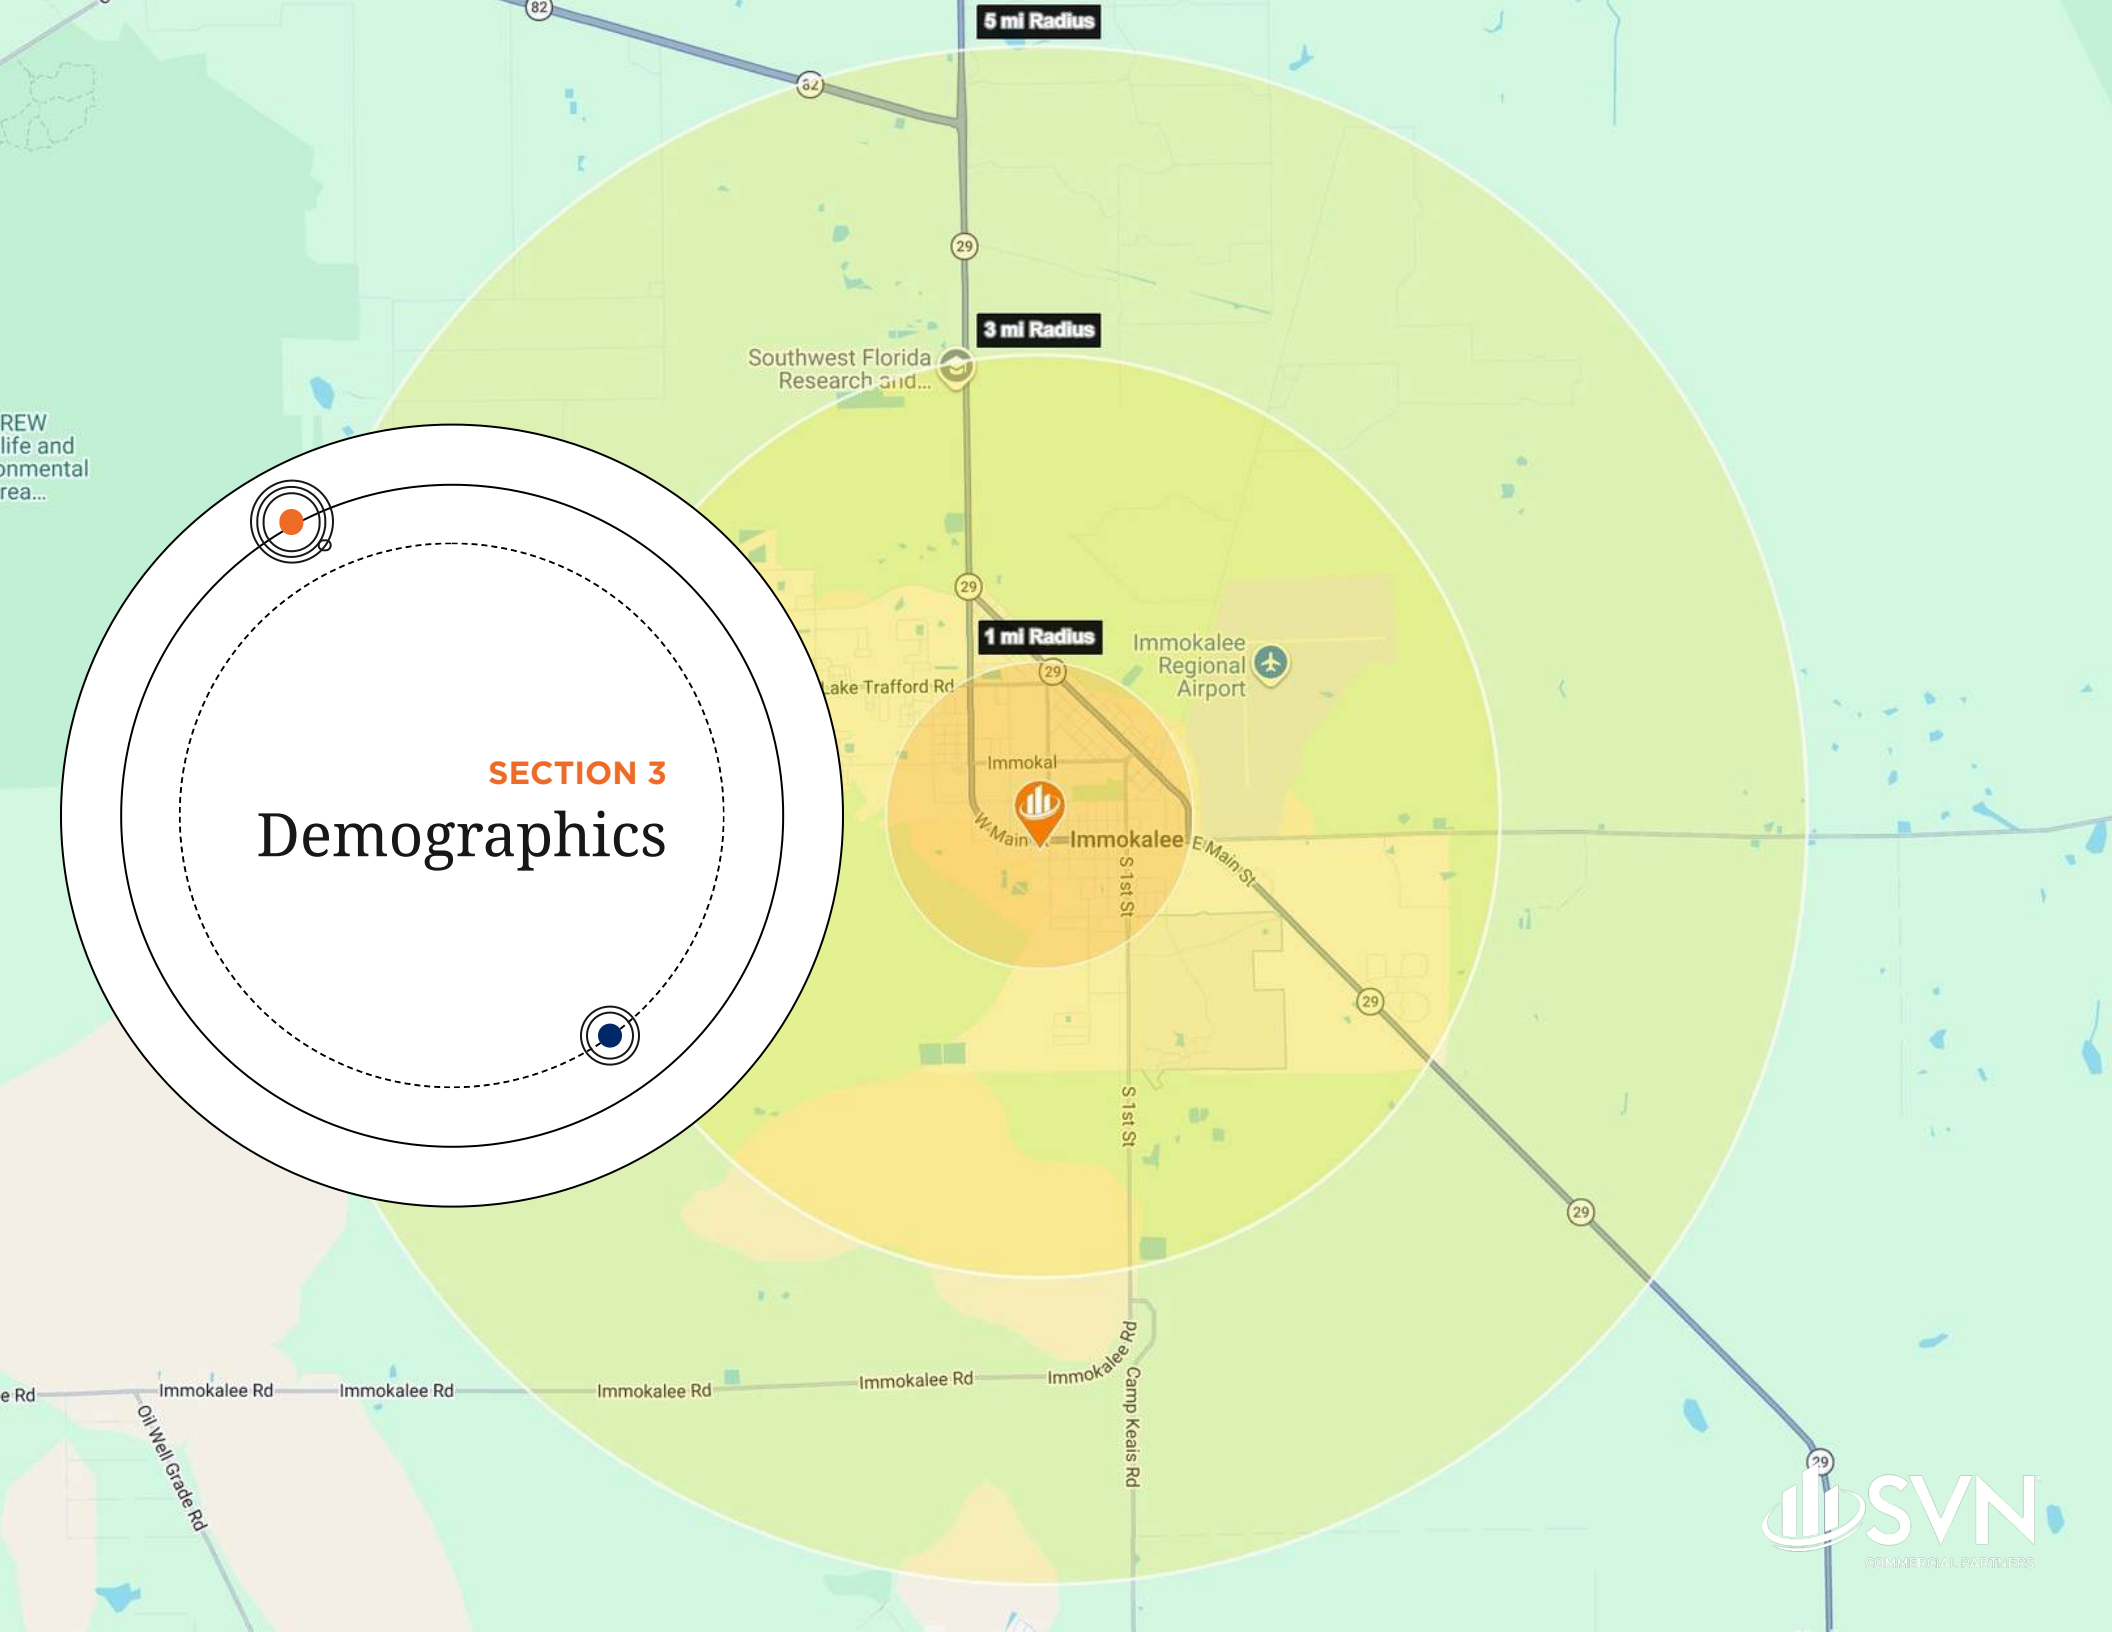 82
5 mi Radius
82
29
3 mi Radius
Southwest Florida
Research and...
REW
life and
onmental
rea...
29
1 mi Radius
Immokalee
Regional
Airport
29
Lake Trafford Rd
SECTION 3
Demographics
Immokal
W Main
Immokalee
E Main St
S 1st St
29
S 1st St
29
Immokalee Rd
Camp Keais Rd
e Rd
Immokalee Rd
Immokalee Rd
Immokalee Rd
Immokalee Rd
Oil Well Grade Rd
29
SVN
COMMERCIAL PARTNERS